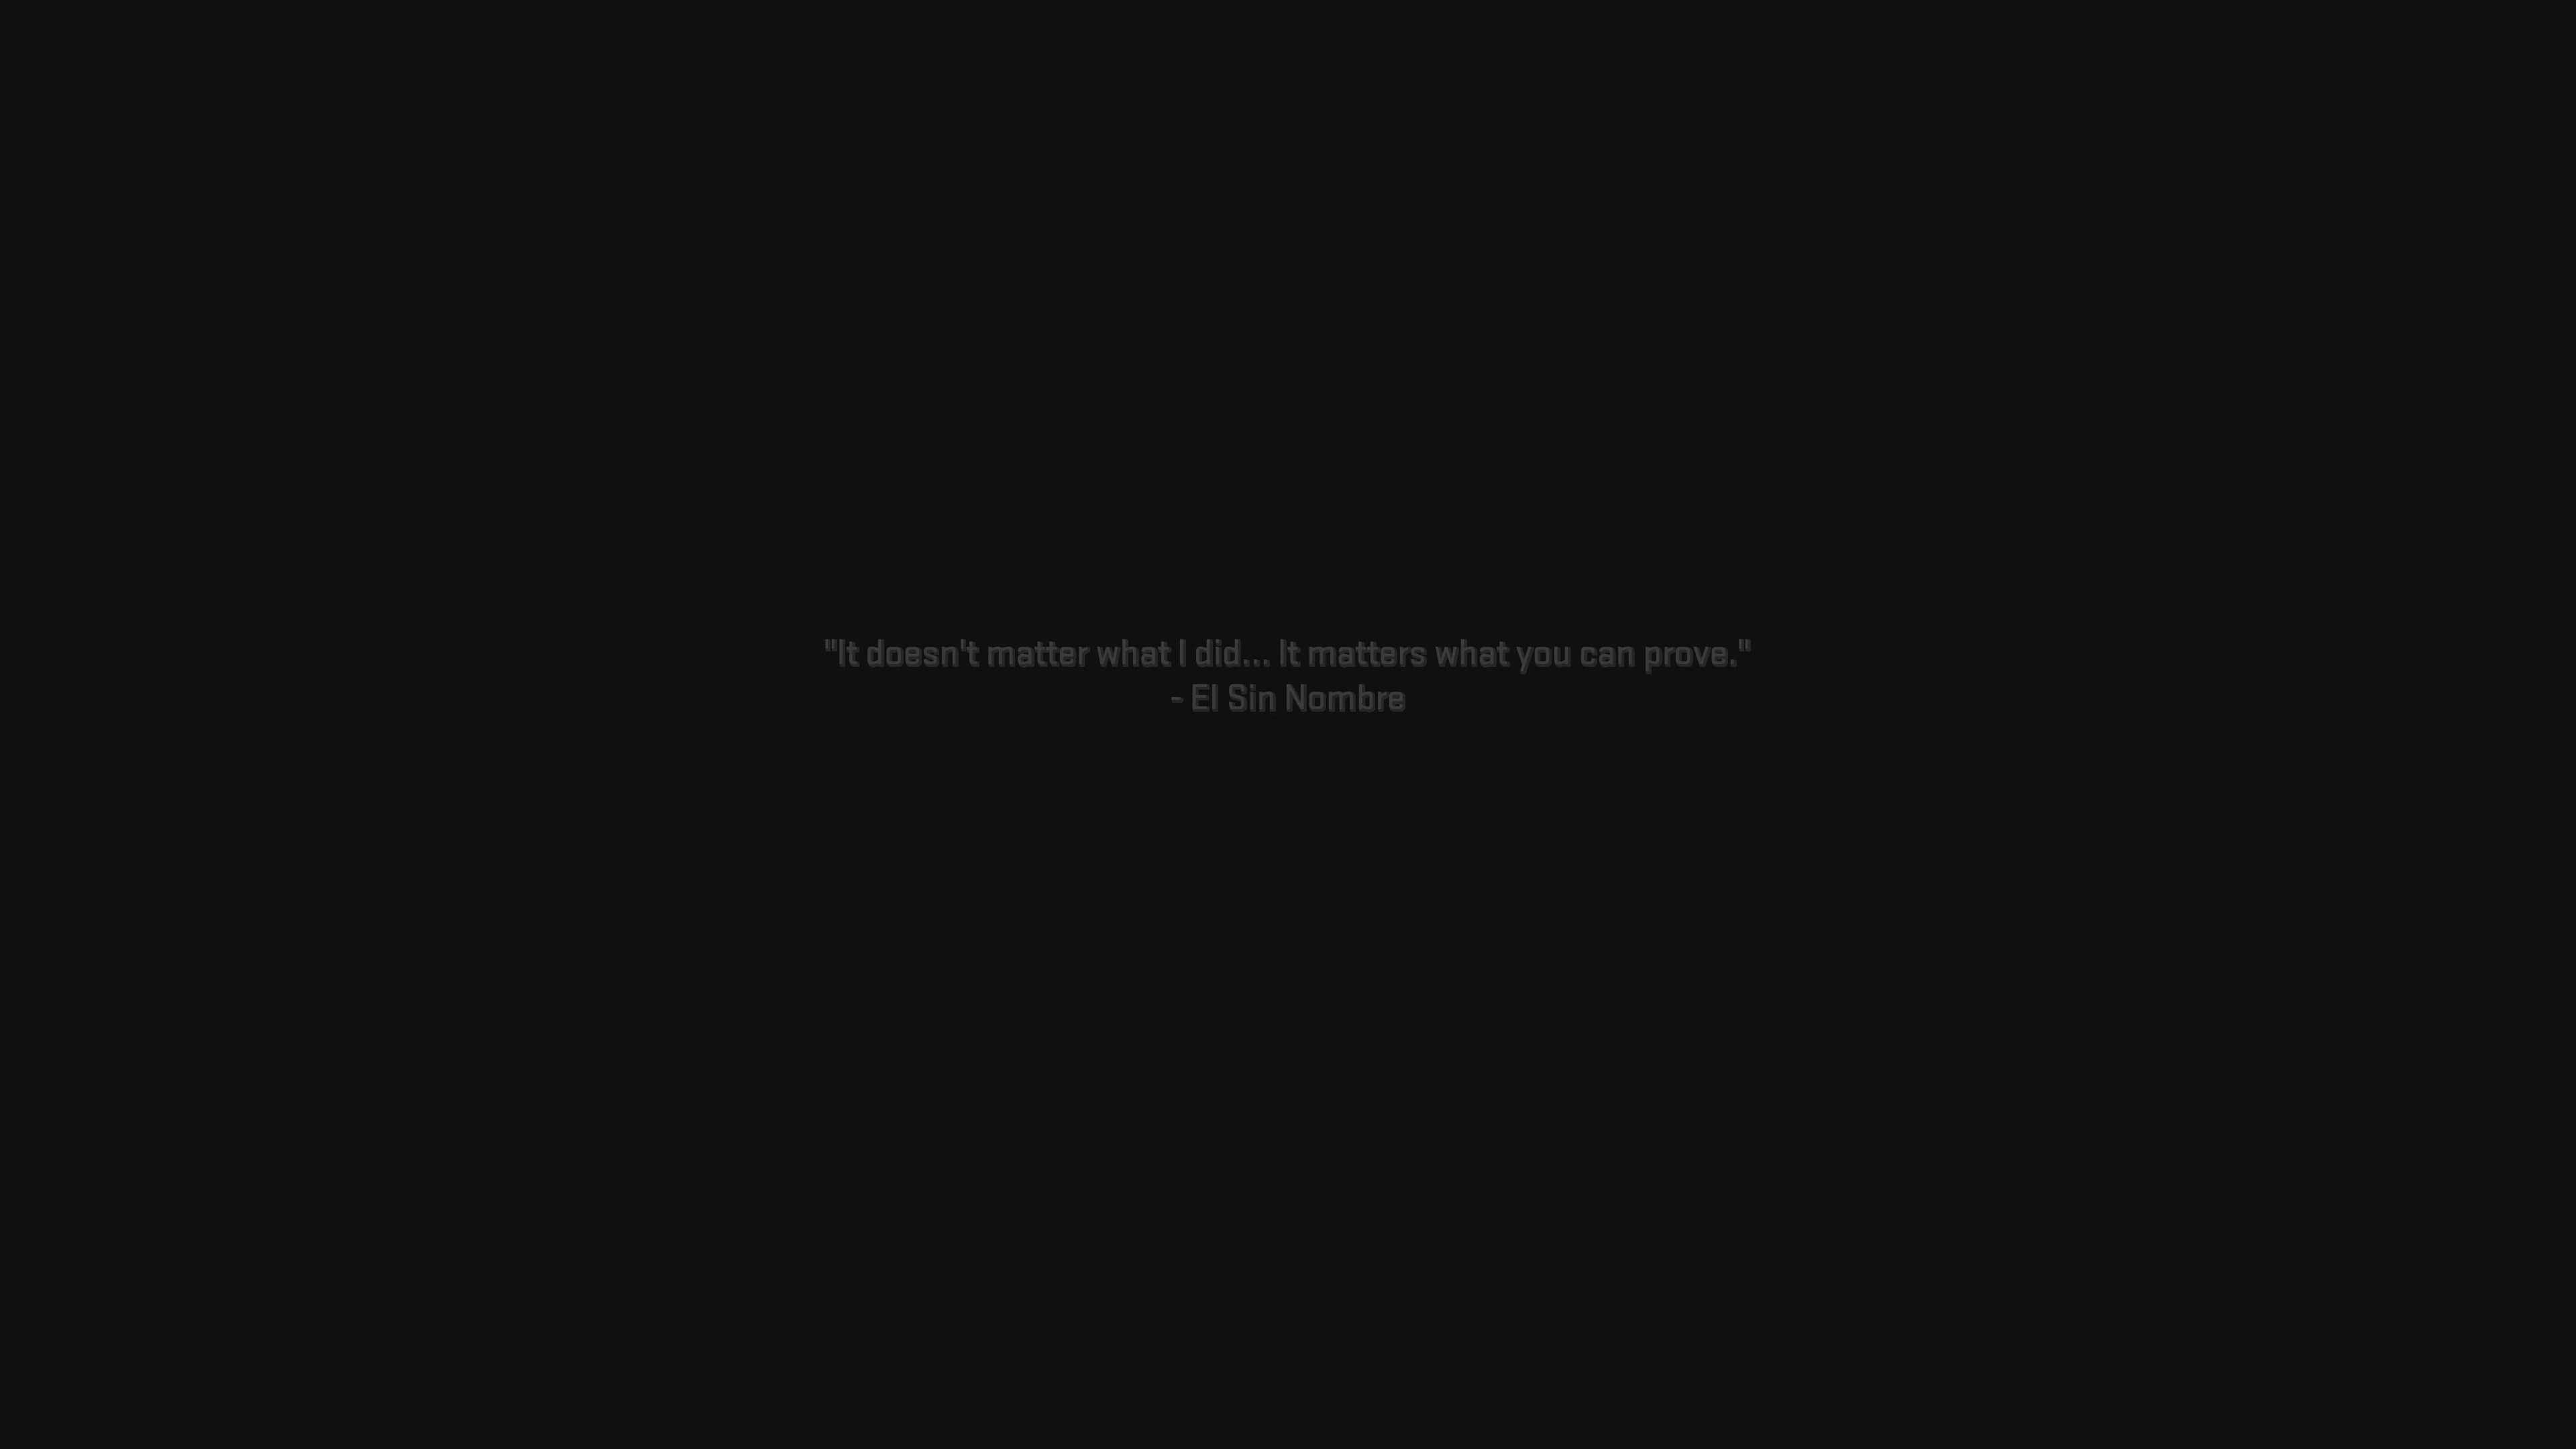 "It doesn't matter what I did... It matters what you can prove."
- El Sin Nombre